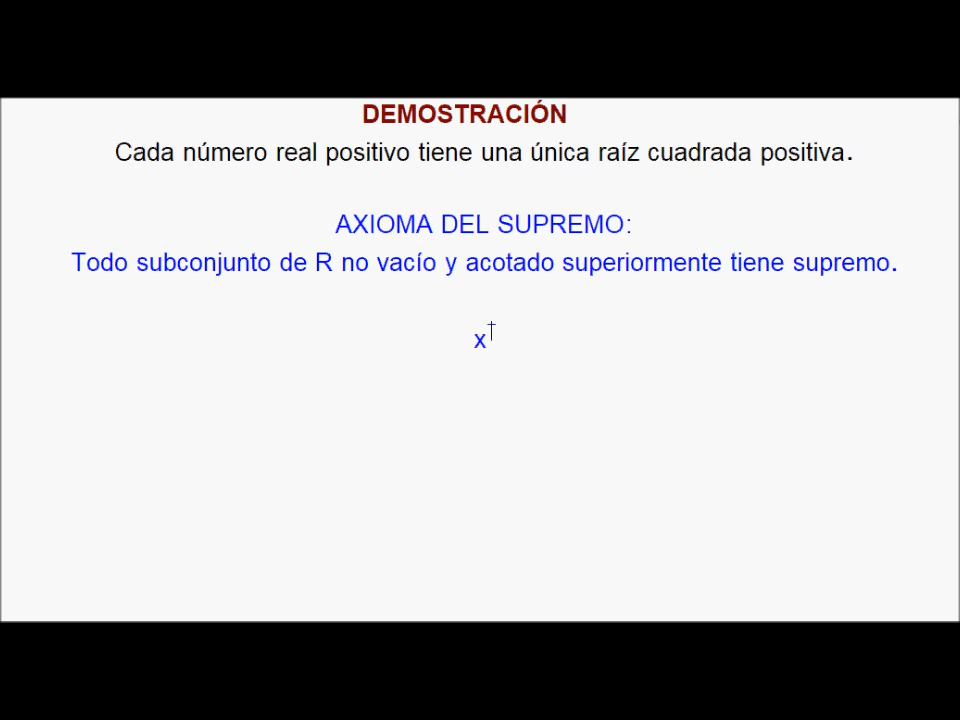 DEMOSTRACIÓN
Cada número real positivo tiene una única raíz cuadrada positiva.
AXIOMA DEL SUPREMO:
Todo subconjunto de R no vacío y acotado superiormente tiene supremo.
x